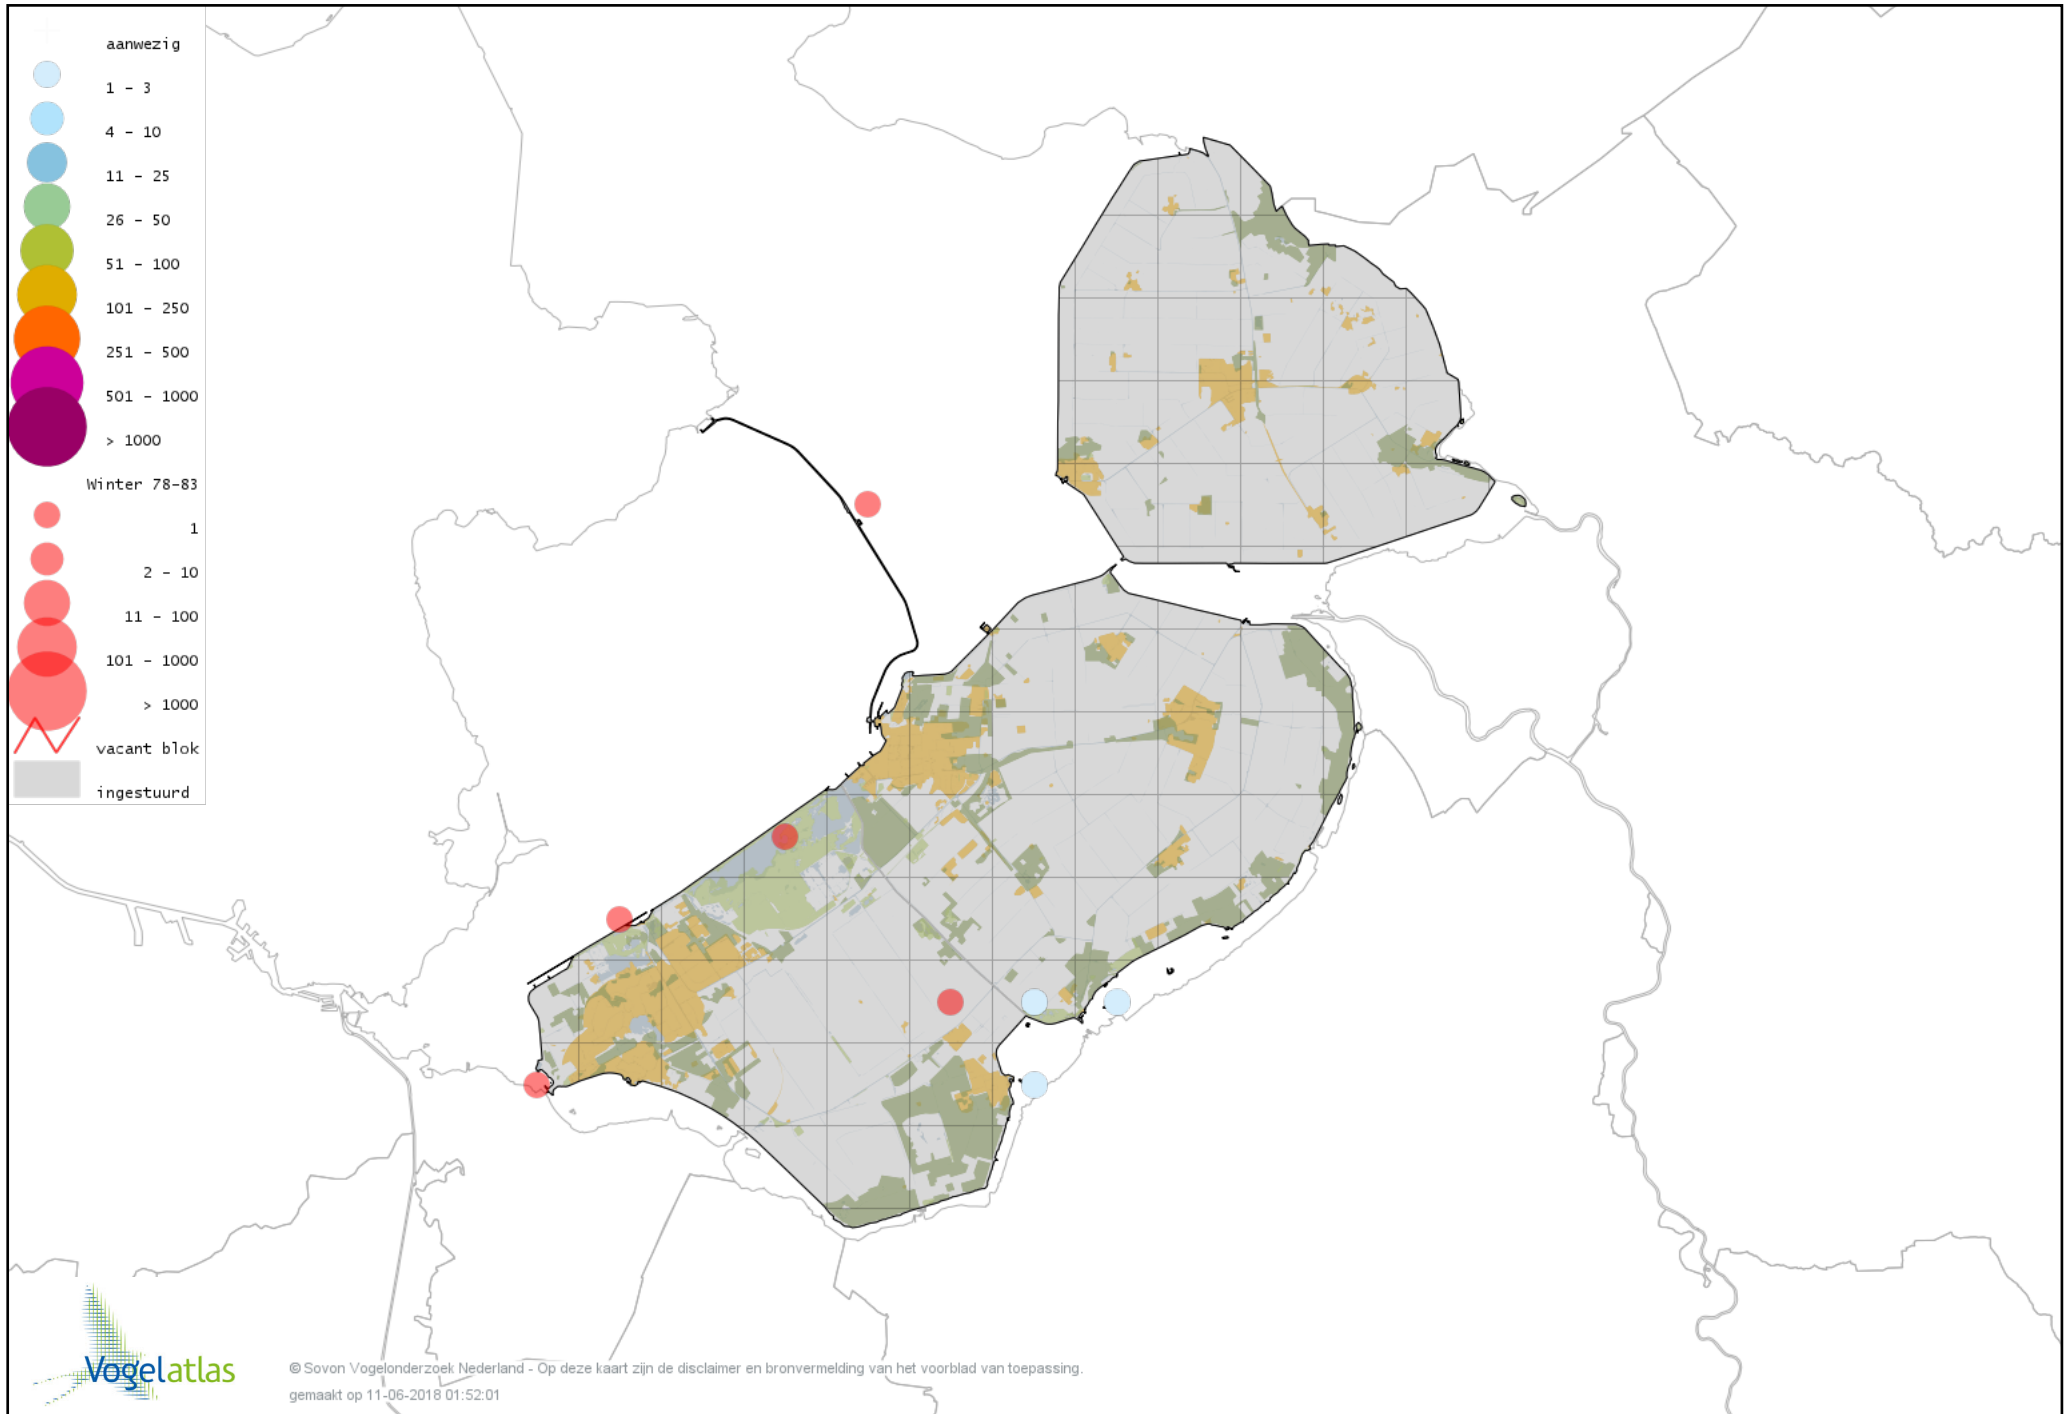 aanwezig
1 - 3
4 - 10
11 - 25
26 - 50
51 - 100
101 - 250
251 - 500
501 - 1000
> 1000
Winter 78-83
1
2 - 10
11 - 100
101 - 1000
> 1000
vacant blok
ingestuurd
Vogelatlas
© Sovon Vogelonderzoek Nederland - Op deze kaart zijn de disclaimer en bronvermelding van het voorblad van toepassing.
gemaakt op 11-06-2018 01:52:01